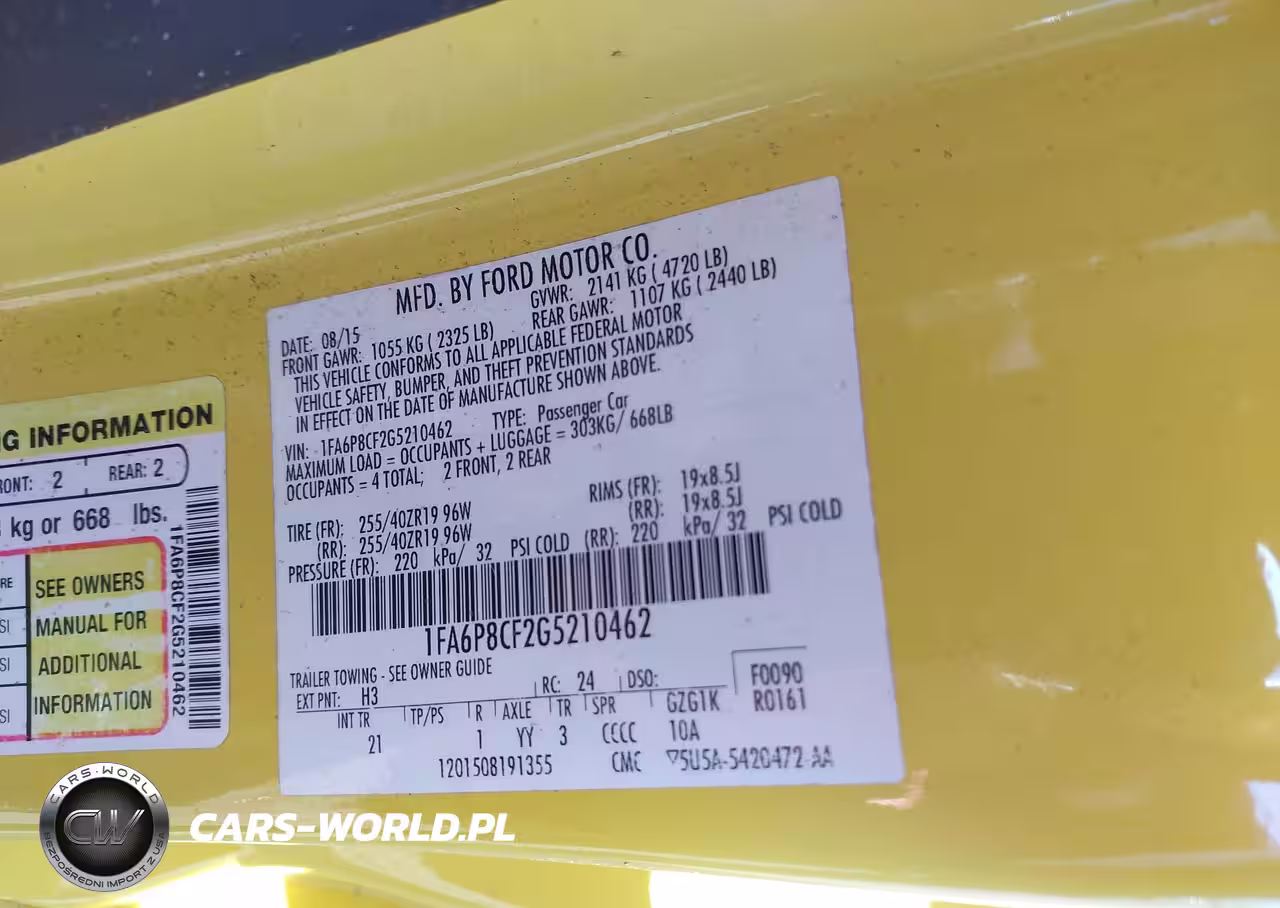 MFD. BY FORD MOTOR CO.
DATE: 08/15
GVWR: 2141 KG ( 4720 LB)
FRONT GAWR: 1055 KG ( 2325 LB)
REAR GAWR: 1107 KG ( 2440 LB)
THIS VEHICLE CONFORMS TO ALL APPLICABLE FEDERAL MOTOR
VEHICLE SAFETY, BUMPER, AND THEFT PREVENTION STANDARDS
IN EFFECT ON THE DATE OF MANUFACTURE SHOWN ABOVE.
VIN: 1FA6P8CF2G5210462 TYPE: Passenger Car
MAXIMUM LOAD = OCCUPANTS + LUGGAGE = 303KG/ 668LB
OCCUPANTS = 4 TOTAL; 2 FRONT, 2 REAR
TIRE (FR): 255/40ZR19 96W RIMS (FR): 19x8.5J
(RR): 255/40ZR19 96W (RR): 19x8.5J
PRESSURE (FR): 220 kPa/ 32 PSI COLD (RR): 220 kPa/ 32 PSI COLD
1FA6P8CF2G5210462
TRAILER TOWING - SEE OWNER GUIDE
EXT PNT: H3 RC: 24 DSO: F0090
R0161
INT TR TP/PS R AXLE TR SPR GZG1K
21 1 YY 3 CCCC 10A
1201508191355 CMC 5U5A-5420472-AA
G INFORMATION
RONT: 2 REAR: 2
kg or 668 lbs.
RE
SI
SI
SI
SEE OWNERS
MANUAL FOR
ADDITIONAL
INFORMATION
1FA6P8CF2G5210462
CARS-WORLD
CW
BEZPOŚREDNI IMPORT Z USA
CARS-WORLD.PL